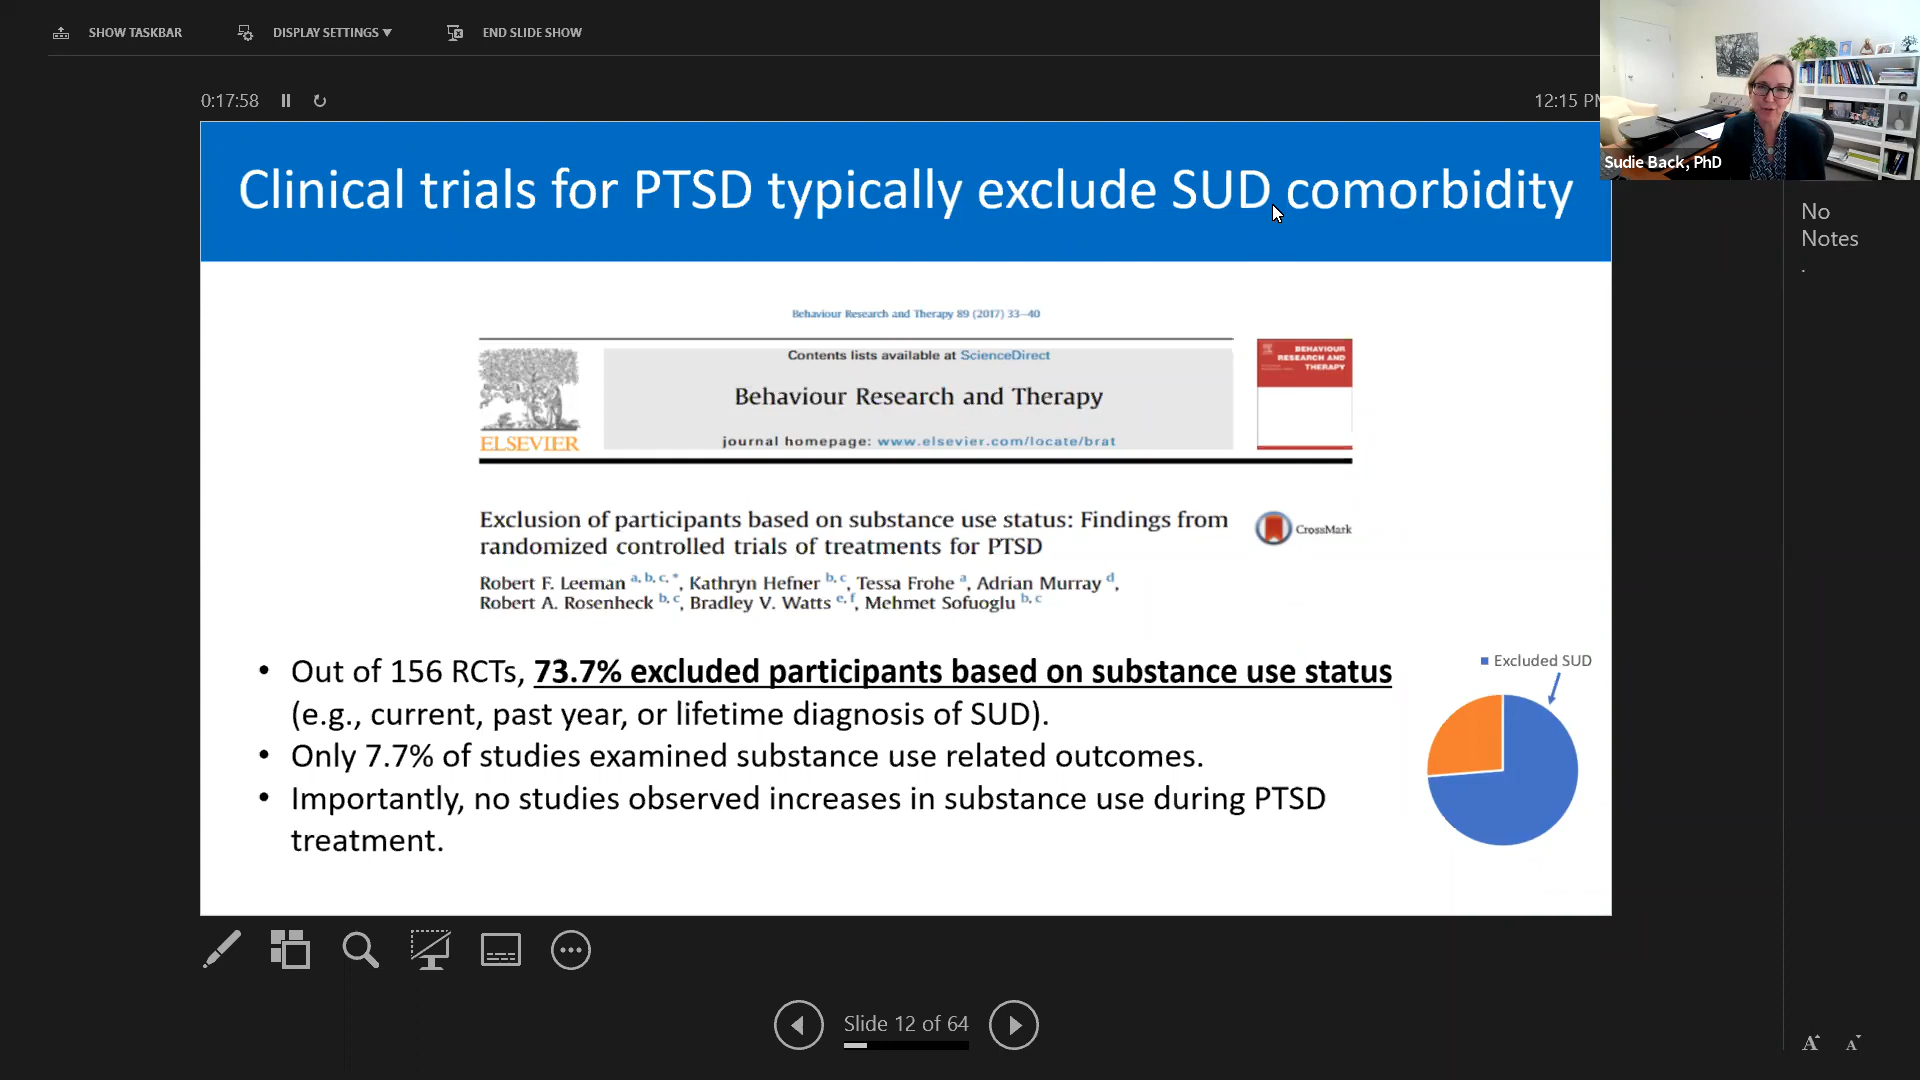 SHOW TASKBAR
DISPLAY SETTINGS ▾
END SLIDE SHOW
0:17:58
12:15 PM
Sudie Back, PhD
No
Notes
.
Clinical trials for PTSD typically exclude SUD comorbidity
Behaviour Research and Therapy 89 (2017) 33–40
Contents lists available at ScienceDirect
Behaviour Research and Therapy
journal homepage: www.elsevier.com/locate/brat
ELSEVIER
BEHAVIOUR
RESEARCH AND
THERAPY
Exclusion of participants based on substance use status: Findings from
randomized controlled trials of treatments for PTSD
CrossMark
Robert F. Leeman a, b, c, *, Kathryn Hefner b, c, Tessa Frohe a, Adrian Murray d,
Robert A. Rosenheck b, c, Bradley V. Watts e, f, Mehmet Sofuoglu b, c
• Out of 156 RCTs, 73.7% excluded participants based on substance use status
(e.g., current, past year, or lifetime diagnosis of SUD).
• Only 7.7% of studies examined substance use related outcomes.
• Importantly, no studies observed increases in substance use during PTSD
treatment.
Excluded SUD
Slide 12 of 64
A A